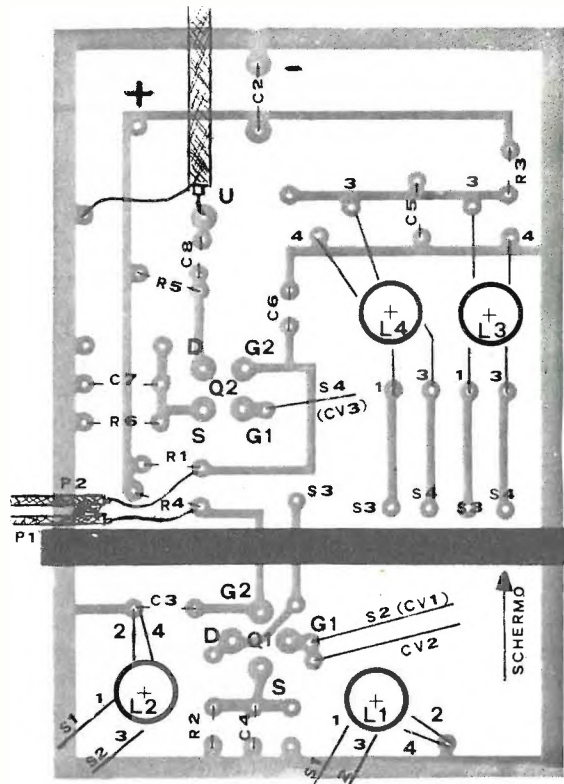 +
-
C2
R3
U
3
C5
3
4
4
C8
R5
C6
+
L4
+
L3
D
G2
Q2
1
3
1
3
C7
S4
(CV3)
S
G1
R6
R1
P2
R4
S3
S3
S4
S3
S4
P1
C3
G2
2
4
D
Q1
G1
S2 (CV1)
CV2
SCHERMO
S
+
L2
1
S1
3
S2
R2
C4
+
L1
1
2
3
4
S1